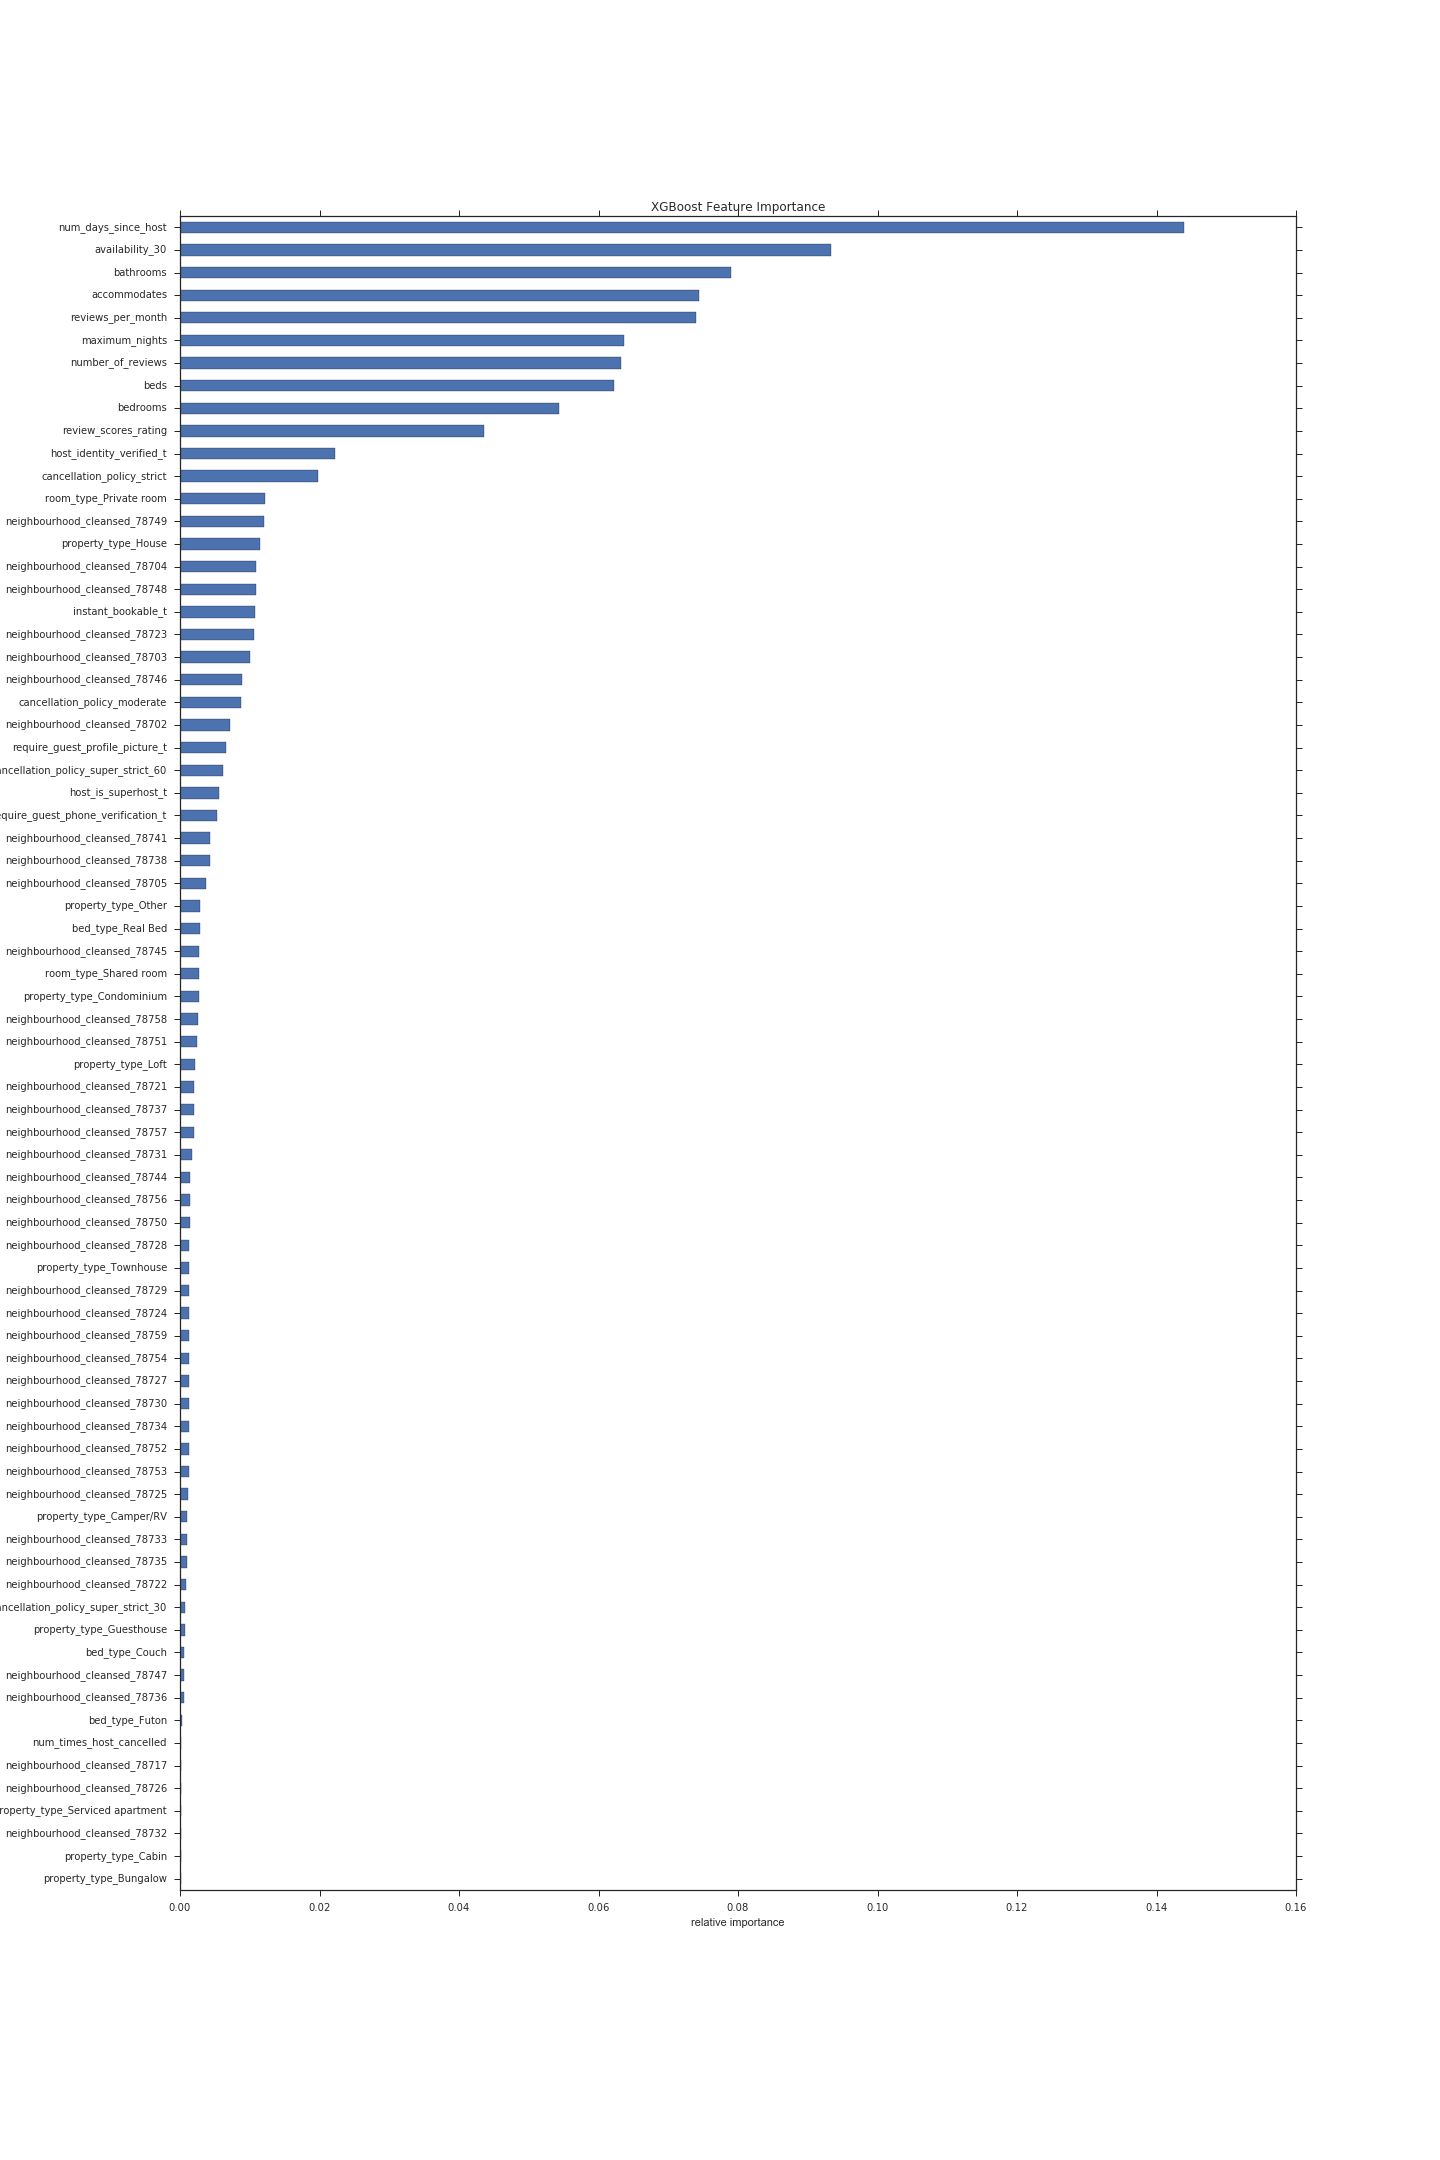 XGBoost Feature Importance
num_days_since_host
availability_30
bathrooms
accommodates
reviews_per_month
maximum_nights
number_of_reviews
beds
bedrooms
review_scores_rating
host_identity_verified_t
cancellation_policy_strict
room_type_Private room
neighbourhood_cleansed_78749
property_type_House
neighbourhood_cleansed_78704
neighbourhood_cleansed_78748
instant_bookable_t
neighbourhood_cleansed_78723
neighbourhood_cleansed_78703
neighbourhood_cleansed_78746
cancellation_policy_moderate
neighbourhood_cleansed_78702
require_guest_profile_picture_t
ancellation_policy_super_strict_60
host_is_superhost_t
equire_guest_phone_verification_t
neighbourhood_cleansed_78741
neighbourhood_cleansed_78738
neighbourhood_cleansed_78705
property_type_Other
bed_type_Real Bed
neighbourhood_cleansed_78745
room_type_Shared room
property_type_Condominium
neighbourhood_cleansed_78758
neighbourhood_cleansed_78751
property_type_Loft
neighbourhood_cleansed_78721
neighbourhood_cleansed_78737
neighbourhood_cleansed_78757
neighbourhood_cleansed_78731
neighbourhood_cleansed_78744
neighbourhood_cleansed_78756
neighbourhood_cleansed_78750
neighbourhood_cleansed_78728
property_type_Townhouse
neighbourhood_cleansed_78729
neighbourhood_cleansed_78724
neighbourhood_cleansed_78759
neighbourhood_cleansed_78754
neighbourhood_cleansed_78727
neighbourhood_cleansed_78730
neighbourhood_cleansed_78734
neighbourhood_cleansed_78752
neighbourhood_cleansed_78753
neighbourhood_cleansed_78725
property_type_Camper/RV
neighbourhood_cleansed_78733
neighbourhood_cleansed_78735
neighbourhood_cleansed_78722
ancellation_policy_super_strict_30
property_type_Guesthouse
bed_type_Couch
neighbourhood_cleansed_78747
neighbourhood_cleansed_78736
bed_type_Futon
num_times_host_cancelled
neighbourhood_cleansed_78717
neighbourhood_cleansed_78726
roperty_type_Serviced apartment
neighbourhood_cleansed_78732
property_type_Cabin
property_type_Bungalow
0.00 0.02 0.04 0.06 0.08 0.10 0.12 0.14 0.16
relative importance